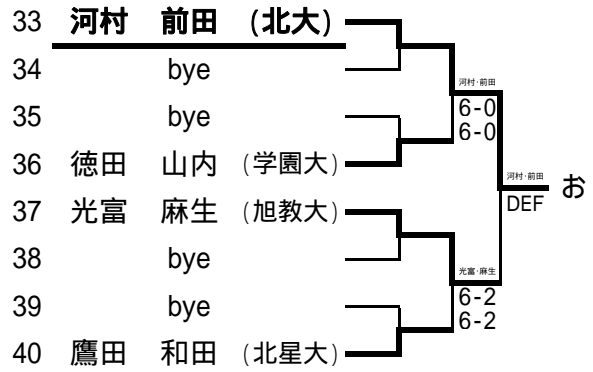 33 河村 前田 (北大)
34 bye
35 bye
36 徳田 山内 (学園大)
37 光富 麻生 (旭教大)
38 bye
39 bye
40 鷹田 和田 (北星大)
河村・前田
6-0
6-0
光富・麻生
6-2
6-2
河村・前田
DEF
お